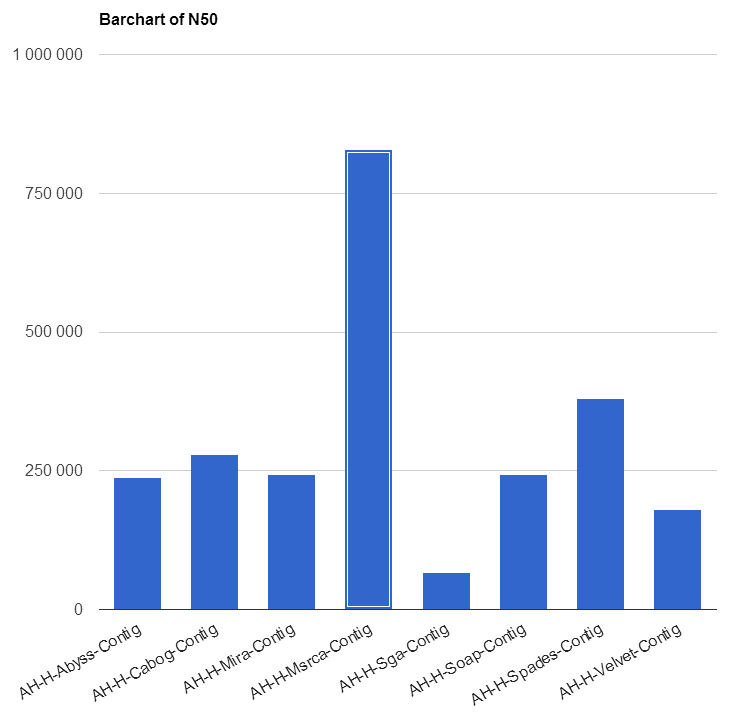 Barchart of N50
1 000 000
750 000
500 000
250 000
0
AH-H-Abyss-Contig
AH-H-Cabog-Contig
AH-H-Mira-Contig
AH-H-Msrca-Contig
AH-H-Sga-Contig
AH-H-Soap-Contig
AH-H-Spades-Contig
AH-H-Velvet-Contig